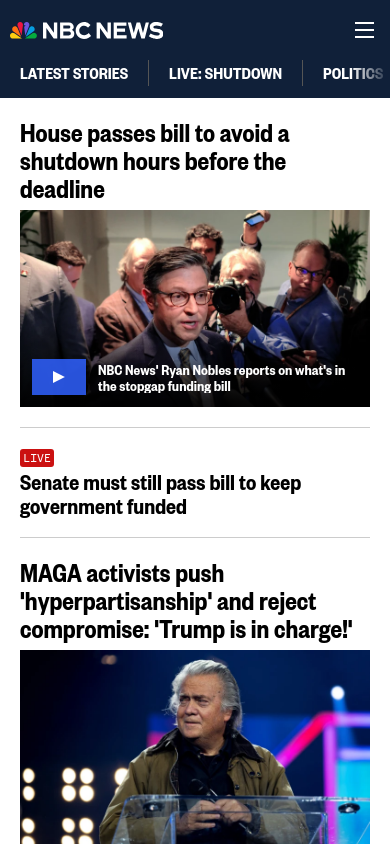 NBC NEWS
LATEST STORIES
LIVE: SHUTDOWN
POLITICS
House passes bill to avoid a
shutdown hours before the
deadline
NBC News' Ryan Nobles reports on what's in
the stopgap funding bill
LIVE
Senate must still pass bill to keep
government funded
MAGA activists push
'hyperpartisanship' and reject
compromise: 'Trump is in charge!'